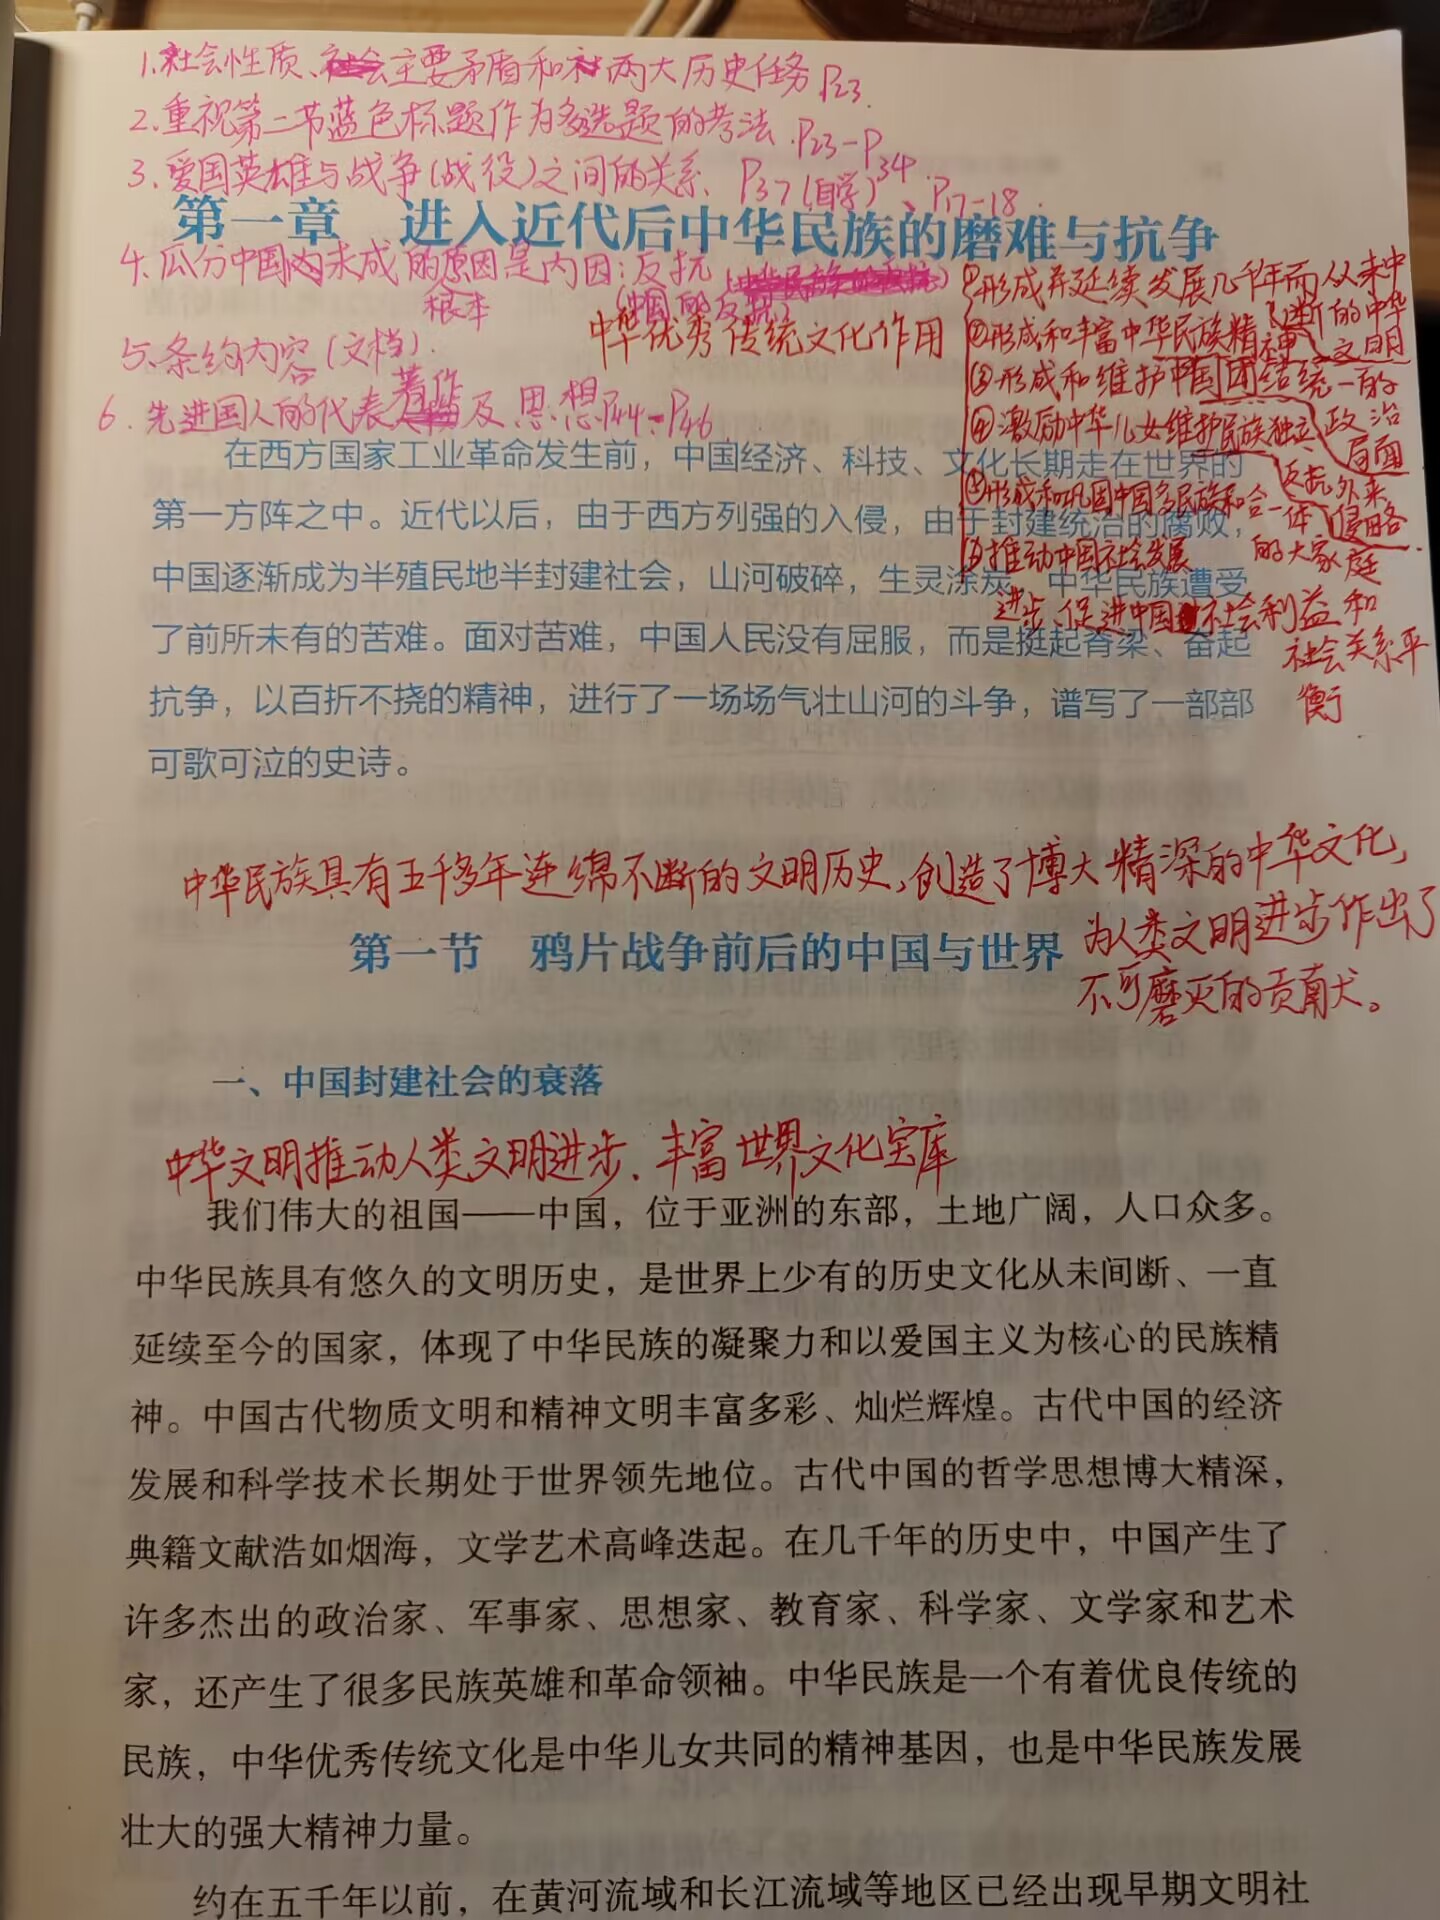 1.社会性质、主要矛盾和两大历史任务 P23.
2.重视第二节蓝色标题作为多选题的考法.P23-P34.
3、爱国英雄与战争(战役)之间的关系、P37(自学)、P17-18.
第一章 进入近代后中华民族的磨难与抗争
4、瓜分中国未成的根本原因是内因:反抗
(中国的反抗)
5、条约内容(文档).
6.先进国人的代表著作及思想P44-P46
中华优秀传统文化作用
①形成并延续发展几千年而从未中断的中华文明
②形成和丰富中华民族精神
③形成和维护中国团结统一的政治局面
④激励中华儿女维护民族独立反抗外来侵略
⑤形成和巩固中国多民族和合一体的大家庭
⑥推动中国社会发展
进步、促进中国社会利益和
社会关系平
衡
在西方国家工业革命发生前，中国经济、科技、文化长期走在世界的
第一方阵之中。近代以后，由于西方列强的入侵，由于封建统治的腐败，
中国逐渐成为半殖民地半封建社会，山河破碎，生灵涂炭，中华民族遭受
了前所未有的苦难。面对苦难，中国人民没有屈服，而是挺起脊梁、奋起
抗争，以百折不挠的精神，进行了一场场气壮山河的斗争，谱写了一部部
可歌可泣的史诗。
中华民族具有五千多年连绵不断的文明历史，创造了博大精深的中华文化，
为人类文明进步作出了
不可磨灭的贡献。
第一节 鸦片战争前后的中国与世界
一、中国封建社会的衰落
中华文明推动人类文明进步、丰富世界文化宝库
我们伟大的祖国——中国，位于亚洲的东部，土地广阔，人口众多。
中华民族具有悠久的文明历史，是世界上少有的历史文化从未间断、一直
延续至今的国家，体现了中华民族的凝聚力和以爱国主义为核心的民族精
神。中国古代物质文明和精神文明丰富多彩、灿烂辉煌。古代中国的经济
发展和科学技术长期处于世界领先地位。古代中国的哲学思想博大精深，
典籍文献浩如烟海，文学艺术高峰迭起。在几千年的历史中，中国产生了
许多杰出的政治家、军事家、思想家、教育家、科学家、文学家和艺术
家，还产生了很多民族英雄和革命领袖。中华民族是一个有着优良传统的
民族，中华优秀传统文化是中华儿女共同的精神基因，也是中华民族发展
壮大的强大精神力量。
约在五千年以前，在黄河流域和长江流域等地区已经出现早期文明社